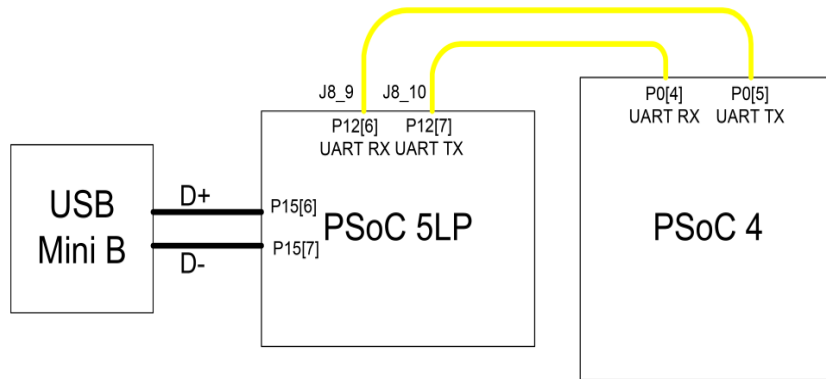 J8_9 J8_10
P12[6] P12[7]
UART RX UART TX
P0[4] P0[5]
UART RX UART TX
USB
Mini B
D+
D-
P15[6]
P15[7]
PSoC 5LP
PSoC 4